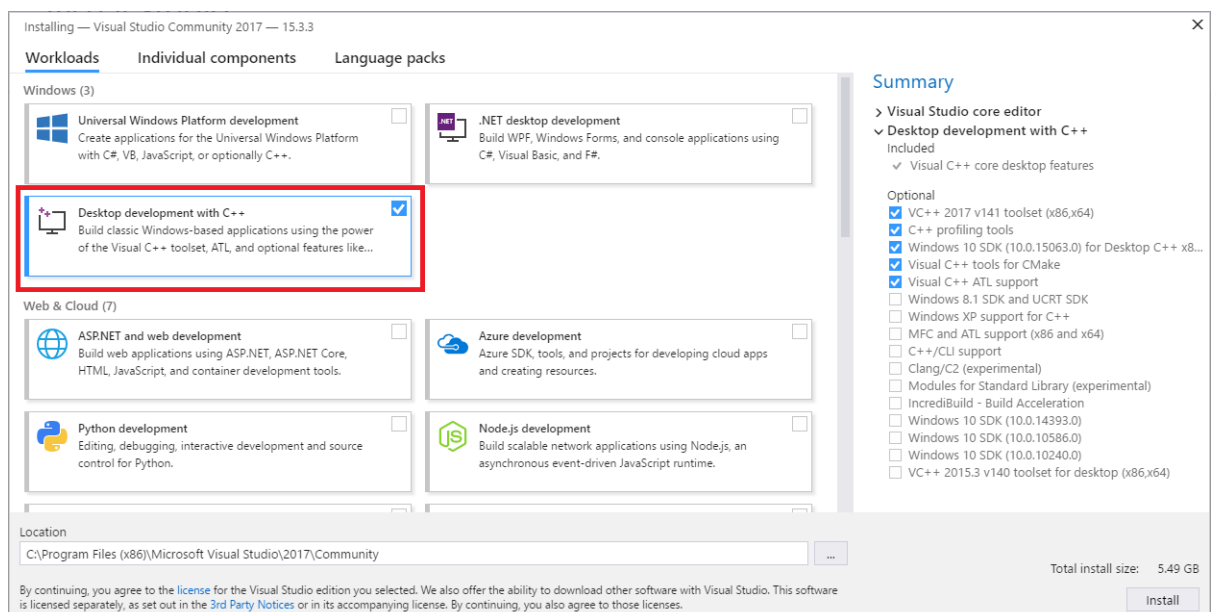 Installing — Visual Studio Community 2017 — 15.3.3
Workloads
Individual components
Language packs
Windows (3)
Universal Windows Platform development
Create applications for the Universal Windows Platform
with C#, VB, JavaScript, or optionally C++.
.NET
.NET desktop development
Build WPF, Windows Forms, and console applications using
C#, Visual Basic, and F#.
Desktop development with C++
Build classic Windows-based applications using the power
of the Visual C++ toolset, ATL, and optional features like...
Web & Cloud (7)
ASP.NET and web development
Build web applications using ASP.NET, ASP.NET Core,
HTML, JavaScript, and container development tools.
Azure development
Azure SDK, tools, and projects for developing cloud apps
and creating resources.
Python development
Editing, debugging, interactive development and source
control for Python.
JS
Node.js development
Build scalable network applications using Node.js, an
asynchronous event-driven JavaScript runtime.
Summary
Visual Studio core editor
Desktop development with C++
Included
Visual C++ core desktop features
Optional
VC++ 2017 v141 toolset (x86,x64)
C++ profiling tools
Windows 10 SDK (10.0.15063.0) for Desktop C++ x8...
Visual C++ tools for CMake
Visual C++ ATL support
Windows 8.1 SDK and UCRT SDK
Windows XP support for C++
MFC and ATL support (x86 and x64)
C++/CLI support
Clang/C2 (experimental)
Modules for Standard Library (experimental)
IncrediBuild - Build Acceleration
Windows 10 SDK (10.0.14393.0)
Windows 10 SDK (10.0.10586.0)
Windows 10 SDK (10.0.10240.0)
VC++ 2015.3 v140 toolset for desktop (x86,x64)
Location
C:\Program Files (x86)\Microsoft Visual Studio\2017\Community
...
Total install size: 5.49 GB
By continuing, you agree to the license for the Visual Studio edition you selected. We also offer the ability to download other software with Visual Studio. This software
is licensed separately, as set out in the 3rd Party Notices or in its accompanying license. By continuing, you also agree to those licenses.
Install